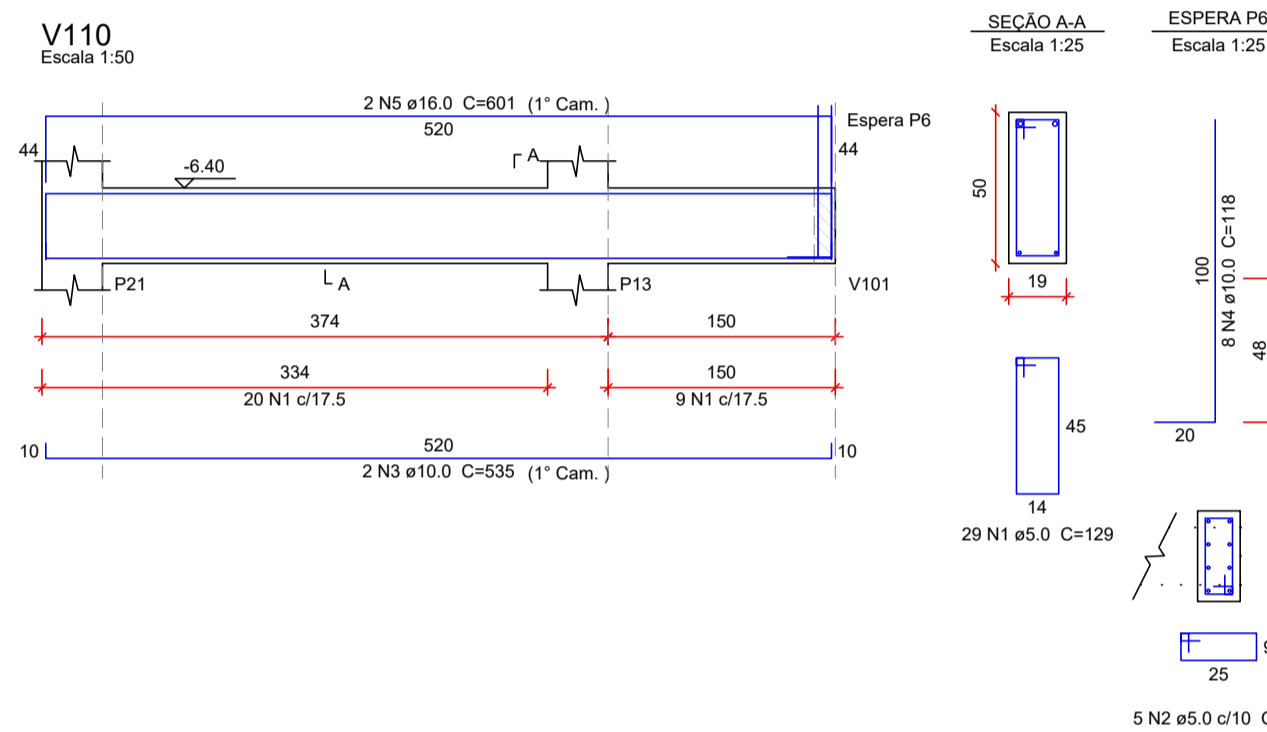 V110
Escala 1:50
2 N5 ø16.0 C=601 (1° Cam. )
520
44
44
Espera P6
-6.40
A
A
P21
P13
V101
374
150
334
150
20 N1 c/17.5
9 N1 c/17.5
10
520
10
2 N3 ø10.0 C=535 (1° Cam. )
SEÇÃO A-A
Escala 1:25
50
19
45
14
29 N1 ø5.0 C=129
ESPERA P6
Escala 1:25
100
8 N4 ø10.0 C=118
48
20
25
5 N2 ø5.0 c/10